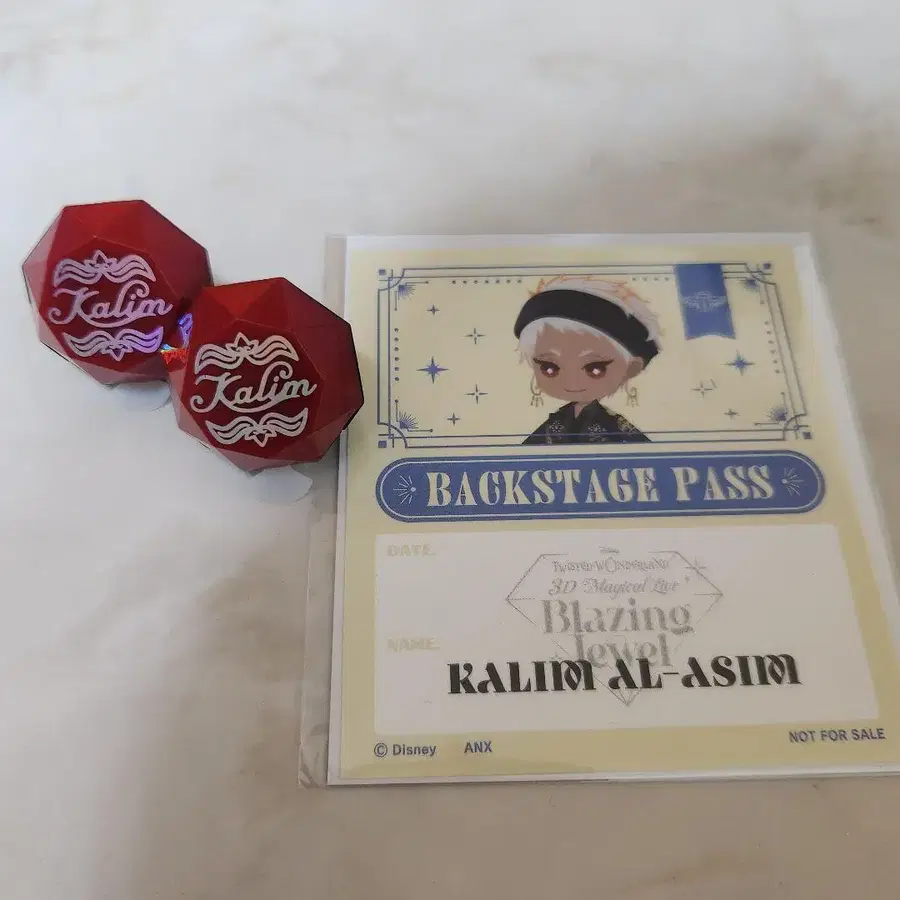 Kalim
Kalim
BACKSTAGE PASS
DATE.
Disney
TWISTED-WONDERLAND
3D Magical Live
Blazing
Jewel
NAME.
KALIM AL-ASIM
© Disney ANX
NOT FOR SALE